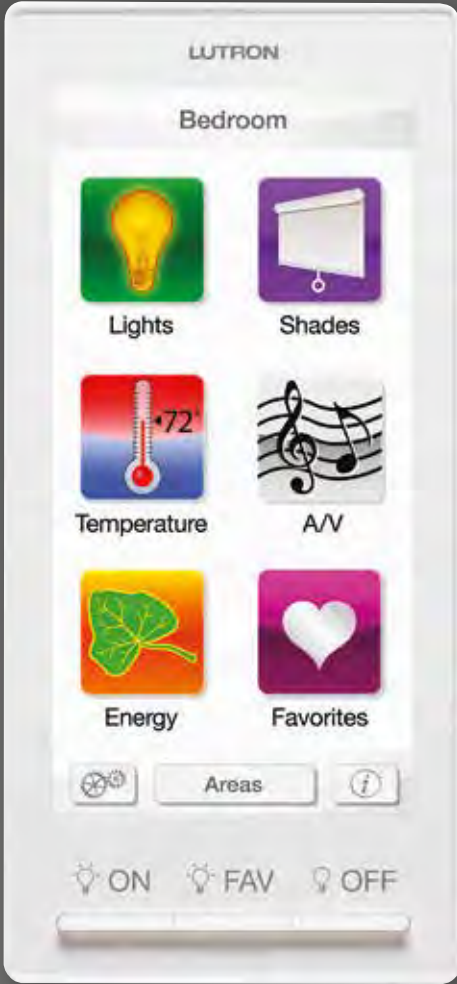 LUTRON
Bedroom
Lights Shades
72°
Temperature A/V
Energy Favorites
Areas i
ON FAV OFF